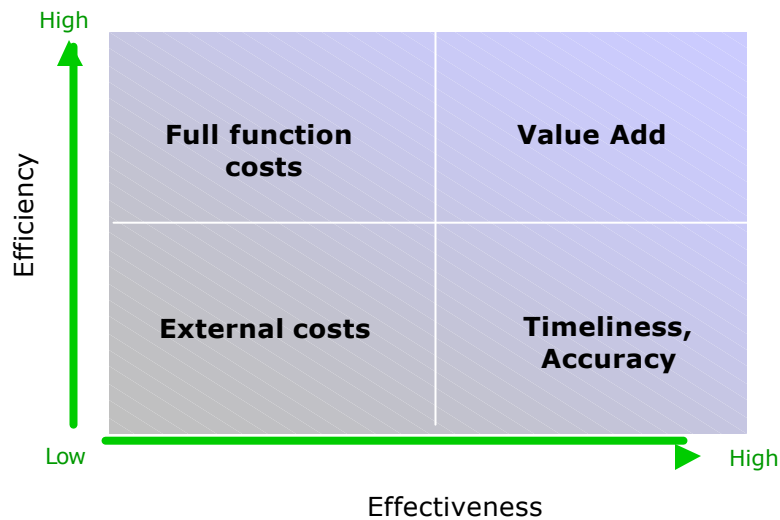 High
Full function
costs
Value Add
Efficiency
External costs
Timeliness,
Accuracy
Low
High
Effectiveness